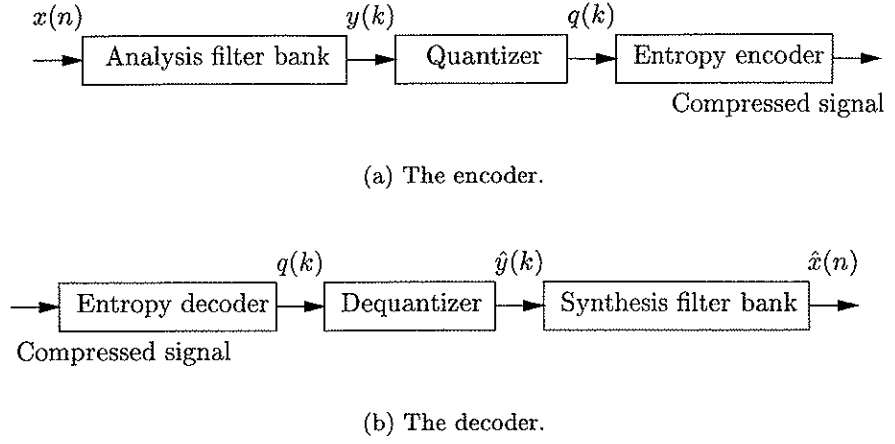 x(n) y(k) q(k)
Analysis filter bank Quantizer Entropy encoder
Compressed signal
(a) The encoder.
q(k) ŷ(k) x̂(n)
Entropy decoder Dequantizer Synthesis filter bank
Compressed signal
(b) The decoder.